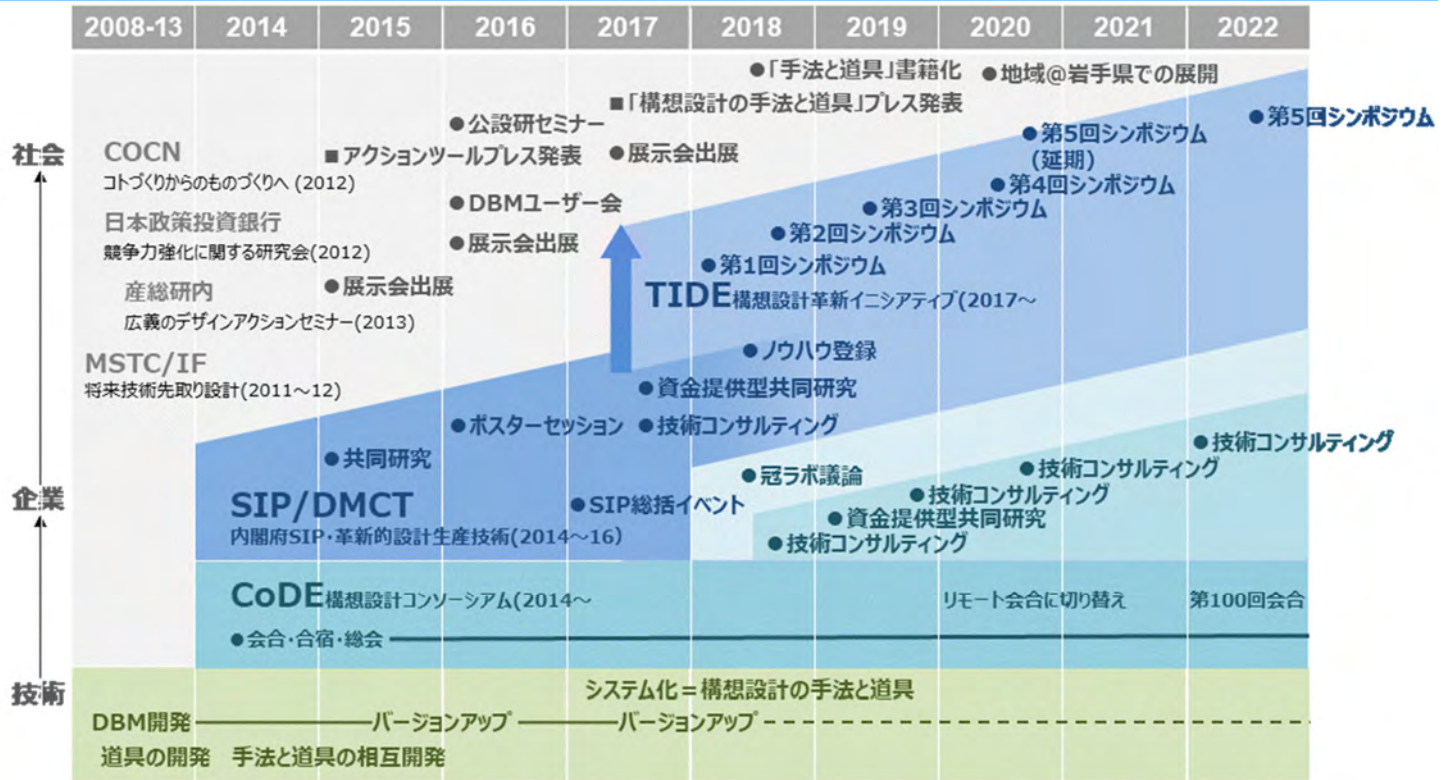 2008-13 2014 2015 2016 2017 2018 2019 2020 2021 2022
●「手法と道具」書籍化 ●地域@岩手県での展開
■「構想設計の手法と道具」プレス発表
●公設研セミナー
●第5回シンポジウム
●第5回シンポジウム
(延期)
社会
COCN
コトづくりからのものづくりへ (2012)
■アクションツールプレス発表
●展示会出展
●第4回シンポジウム
●DBMユーザー会
●第3回シンポジウム
日本政策投資銀行
競争力強化に関する研究会(2012)
●展示会出展
●第2回シンポジウム
●第1回シンポジウム
産総研内
広義のデザインアクションセミナー(2013)
●展示会出展
TIDE構想設計革新イニシアティブ(2017～
MSTC/IF
将来技術先取り設計(2011～12)
●ノウハウ登録
●資金提供型共同研究
●ポスターセッション
●技術コンサルティング
●共同研究
●技術コンサルティング
●冠ラボ議論
●技術コンサルティング
企業
SIP/DMCT
内閣府SIP・革新的設計生産技術(2014～16)
●SIP総括イベント
●技術コンサルティング
●資金提供型共同研究
●技術コンサルティング
CoDE構想設計コンソーシアム(2014～
リモート会合に切り替え
第100回会合
●会合・合宿・総会
技術
システム化＝構想設計の手法と道具
DBM開発
バージョンアップ
バージョンアップ
道具の開発 手法と道具の相互開発